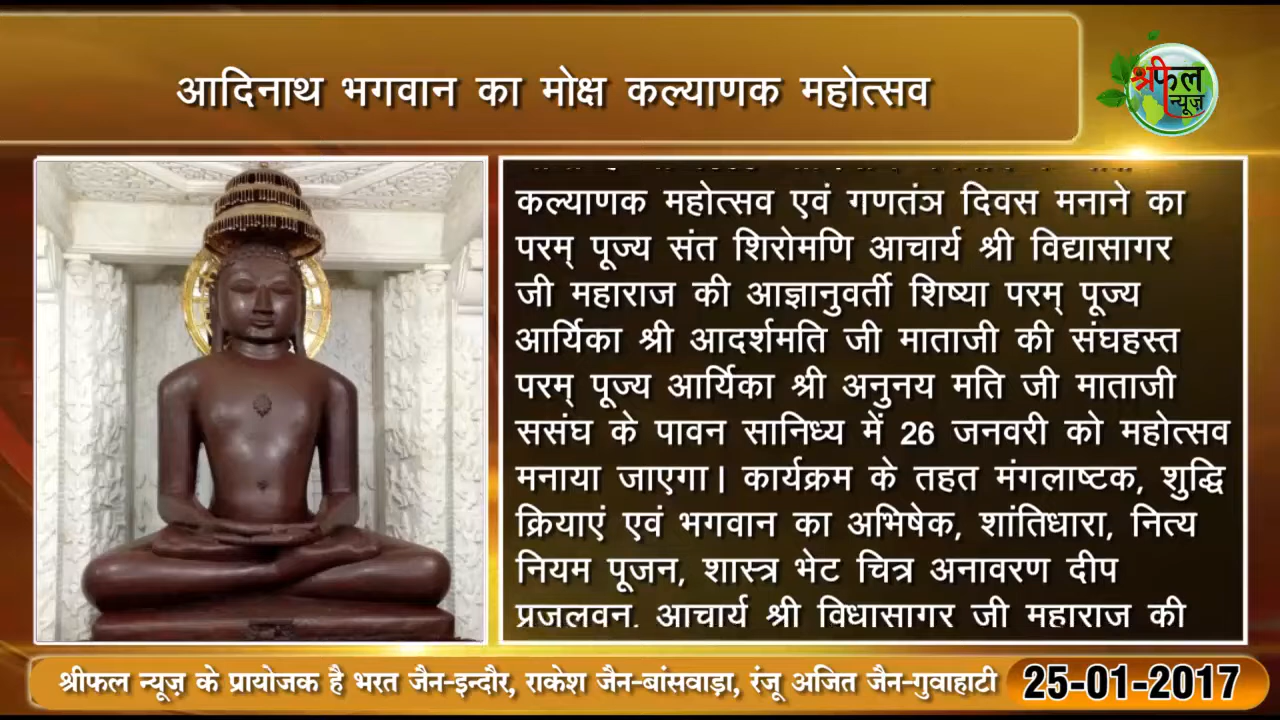 आदिनाथ भगवान का मोक्ष कल्याणक महोत्सव
श्रीफल
न्यूज़
कल्याणक महोत्सव एवं गणतंञ दिवस मनाने का
परम् पूज्य संत शिरोमणि आचार्य श्री विद्यासागर
जी महाराज की आज्ञानुवर्ती शिष्या परम् पूज्य
आर्यिका श्री आदर्शमति जी माताजी की संघहस्त
परम् पूज्य आर्यिका श्री अनुनय मति जी माताजी
ससंघ के पावन सानिध्य में 26 जनवरी को महोत्सव
मनाया जाएगा। कार्यक्रम के तहत मंगलाष्टक, शुद्धि
क्रियाएं एवं भगवान का अभिषेक, शांतिधारा, नित्य
नियम पूजन, शास्त्र भेट चित्र अनावरण दीप
प्रजलवन. आचार्य श्री विधासागर जी महाराज की
श्रीफल न्यूज़ के प्रायोजक है भरत जैन-इन्दौर, राकेश जैन-बांसवाड़ा, रंजू अजित जैन-गुवाहाटी
25-01-2017